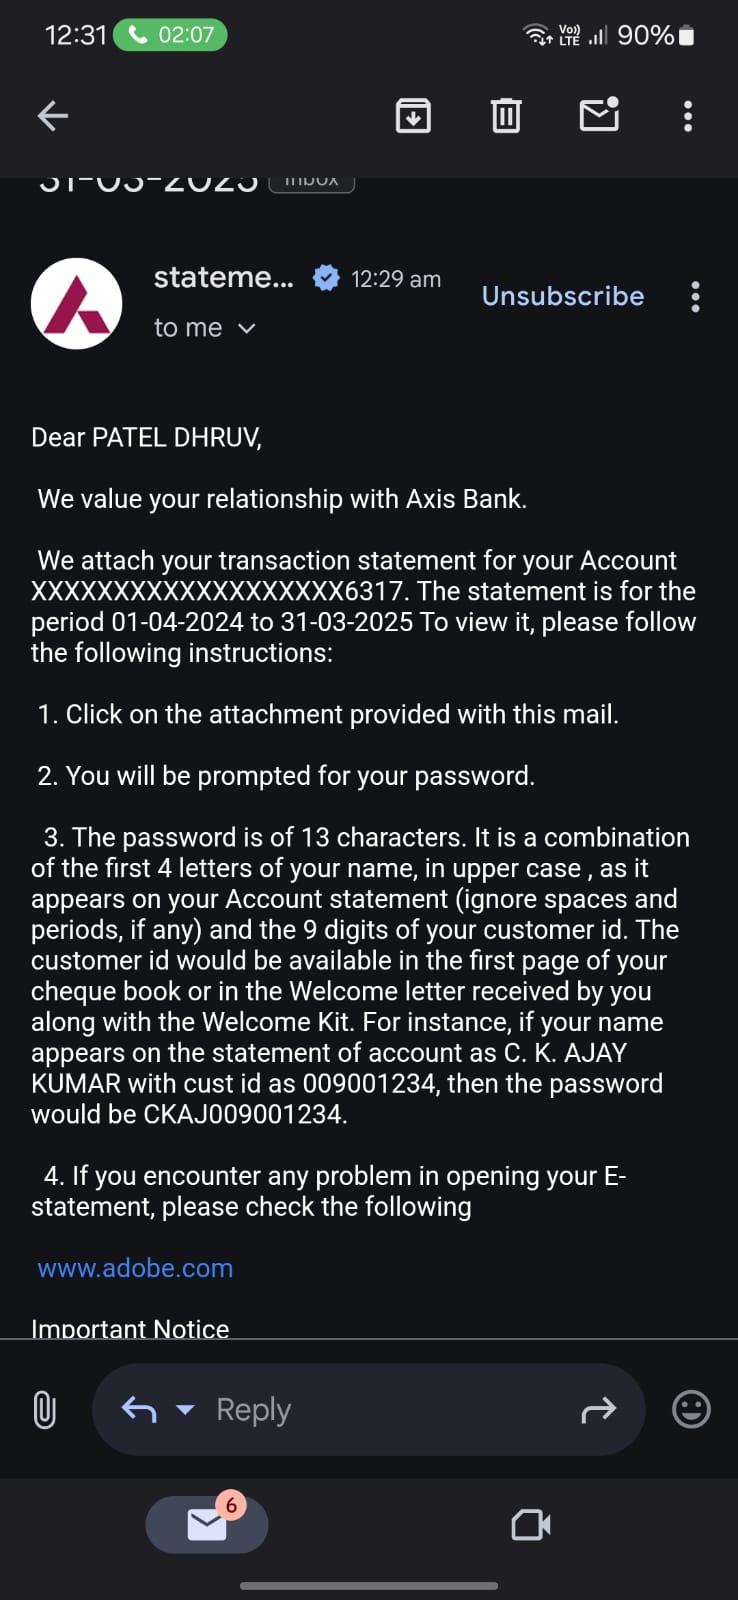 12:31 02:07 Vo)) LTE 90%
31-03-2025 Inbox
stateme... 12:29 am
Unsubscribe
to me
Dear PATEL DHRUV,
We value your relationship with Axis Bank.
We attach your transaction statement for your Account
XXXXXXXXXXXXXXXXXXX6317. The statement is for the
period 01-04-2024 to 31-03-2025 To view it, please follow
the following instructions:
1. Click on the attachment provided with this mail.
2. You will be prompted for your password.
3. The password is of 13 characters. It is a combination
of the first 4 letters of your name, in upper case , as it
appears on your Account statement (ignore spaces and
periods, if any) and the 9 digits of your customer id. The
customer id would be available in the first page of your
cheque book or in the Welcome letter received by you
along with the Welcome Kit. For instance, if your name
appears on the statement of account as C. K. AJAY
KUMAR with cust id as 009001234, then the password
would be CKAJ009001234.
4. If you encounter any problem in opening your E-
statement, please check the following
www.adobe.com
Important Notice
Reply
6